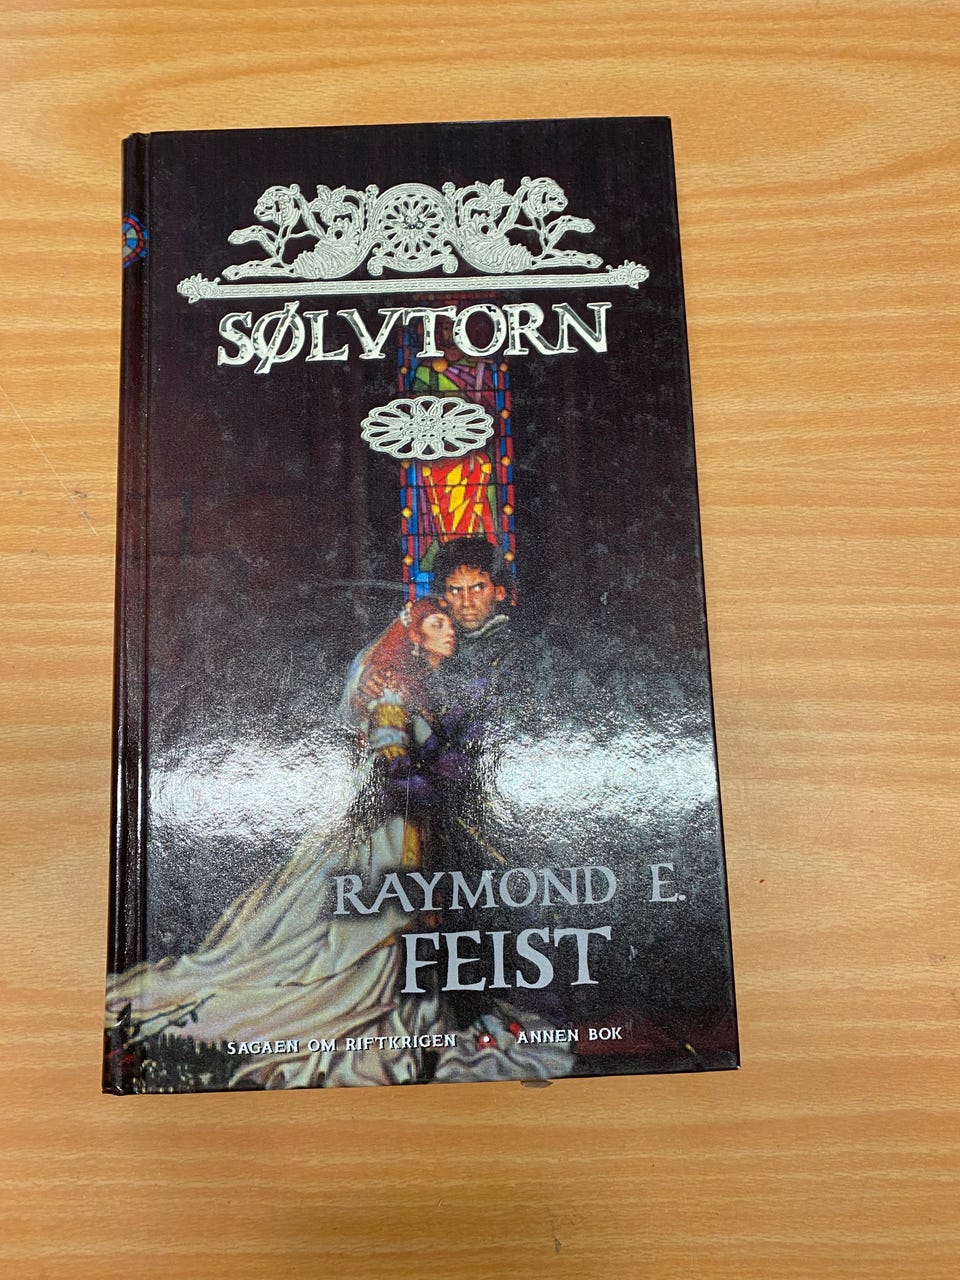 SØLVTORN
RAYMOND E.
FEIST
SAGAEN OM RIFTKRIGEN • ANNEN BOK